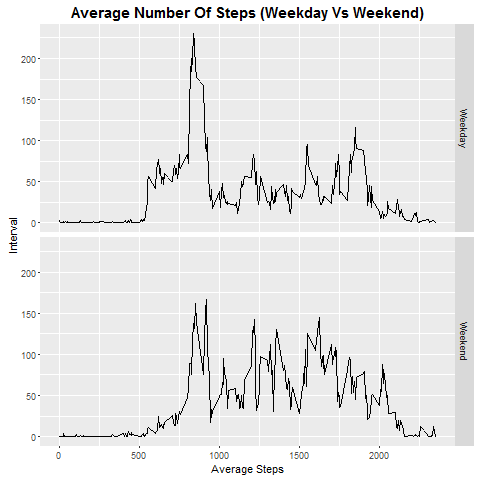 Average Number Of Steps (Weekday Vs Weekend)
200
150
100
50
0
Weekday
Interval
200
150
100
50
0
Weekend
0 500 1000 1500 2000
Average Steps